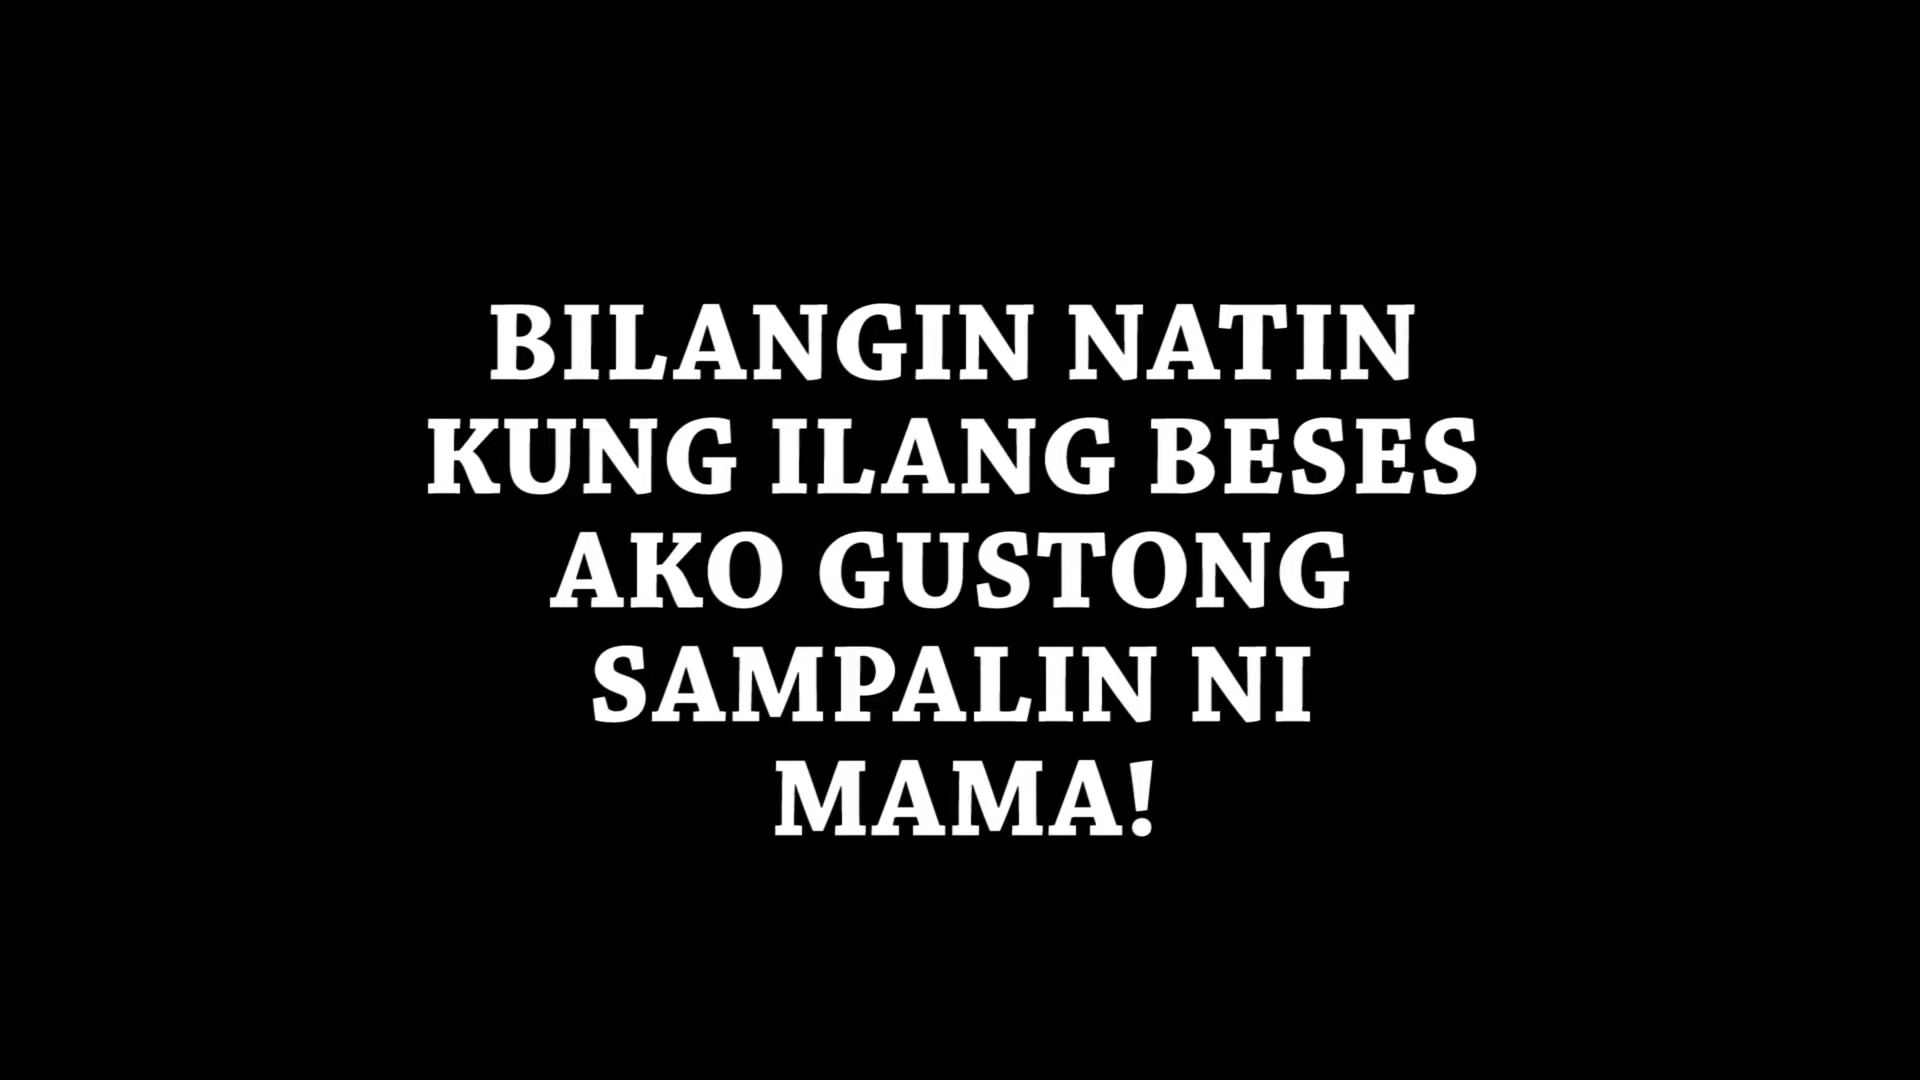 BILANGIN NATIN
KUNG ILANG BESES
AKO GUSTONG
SAMPALIN NI
MAMA!